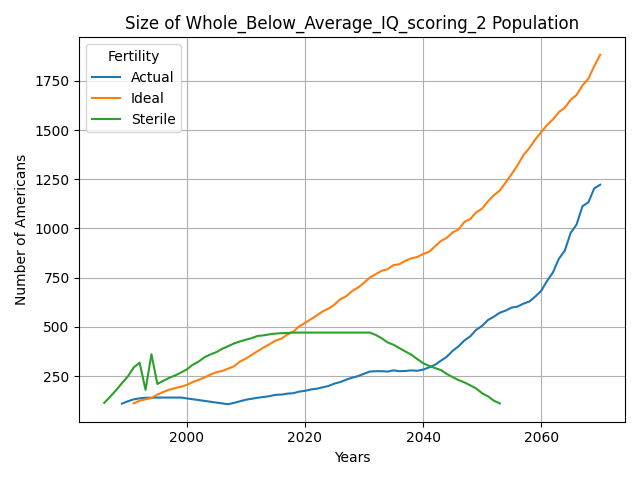 Size of Whole_Below_Average_IQ_scoring_2 Population
Fertility
Actual
Ideal
Sterile
Number of Americans
1750
1500
1250
1000
750
500
250
2000
2020
2040
2060
Years